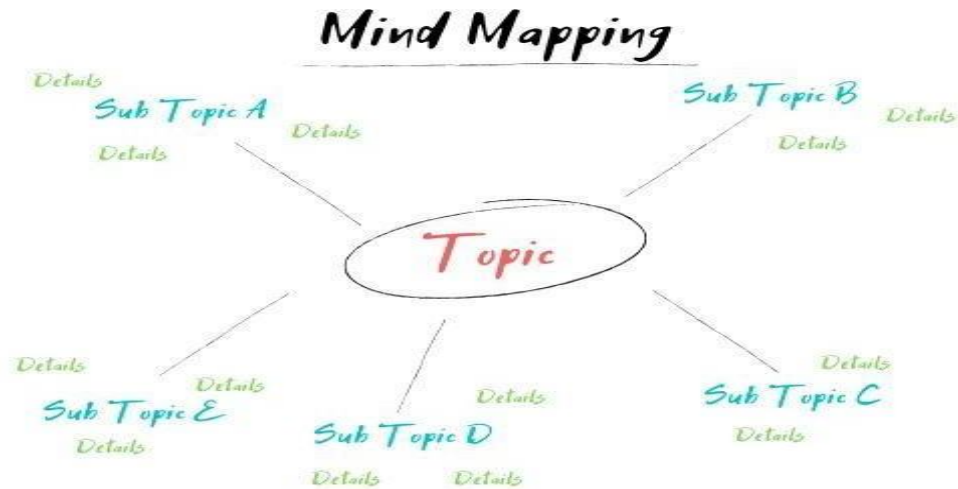 Mind Mapping
Details
Sub Topic A
Details
Details
Sub Topic B
Details
Details
Topic
Details
Details
Sub Topic E
Details
Details
Sub Topic D
Details
Details
Details
Sub Topic C
Details